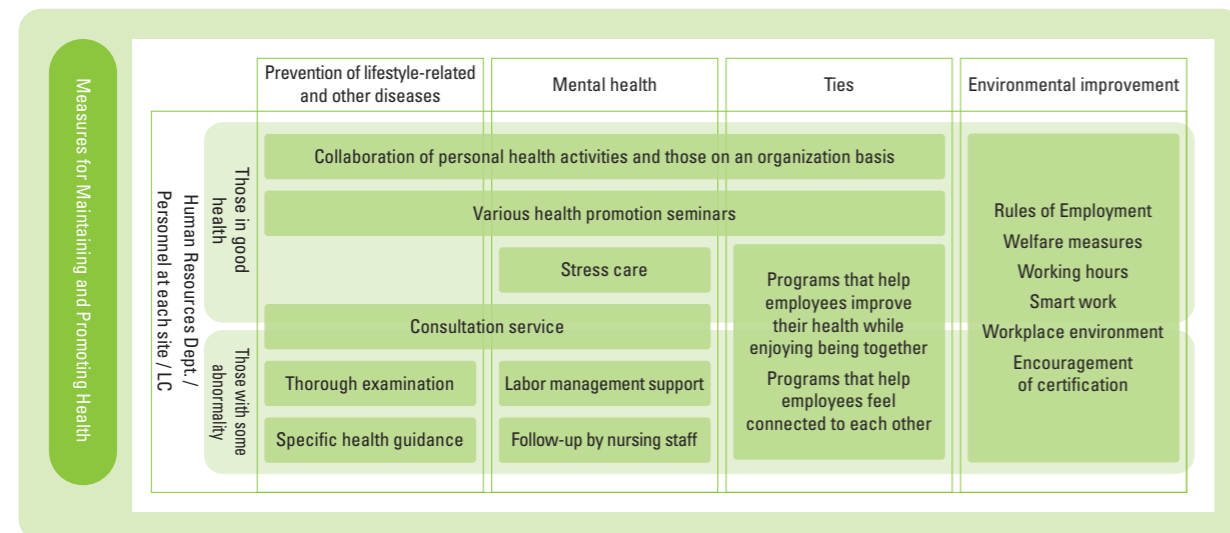 Measures for Maintaining and Promoting Health
Prevention of lifestyle-related
and other diseases
Mental health
Ties
Environmental improvement
Human Resources Dept. /
Personnel at each site / LC
Those in good
health
Those with some
abnormality
Collaboration of personal health activities and those on an organization basis
Various health promotion seminars
Stress care
Consultation service
Thorough examination
Labor management support
Specific health guidance
Follow-up by nursing staff
Programs that help
employees improve
their health while
enjoying being together
Programs that help
employees feel
connected to each other
Rules of Employment
Welfare measures
Working hours
Smart work
Workplace environment
Encouragement
of certification